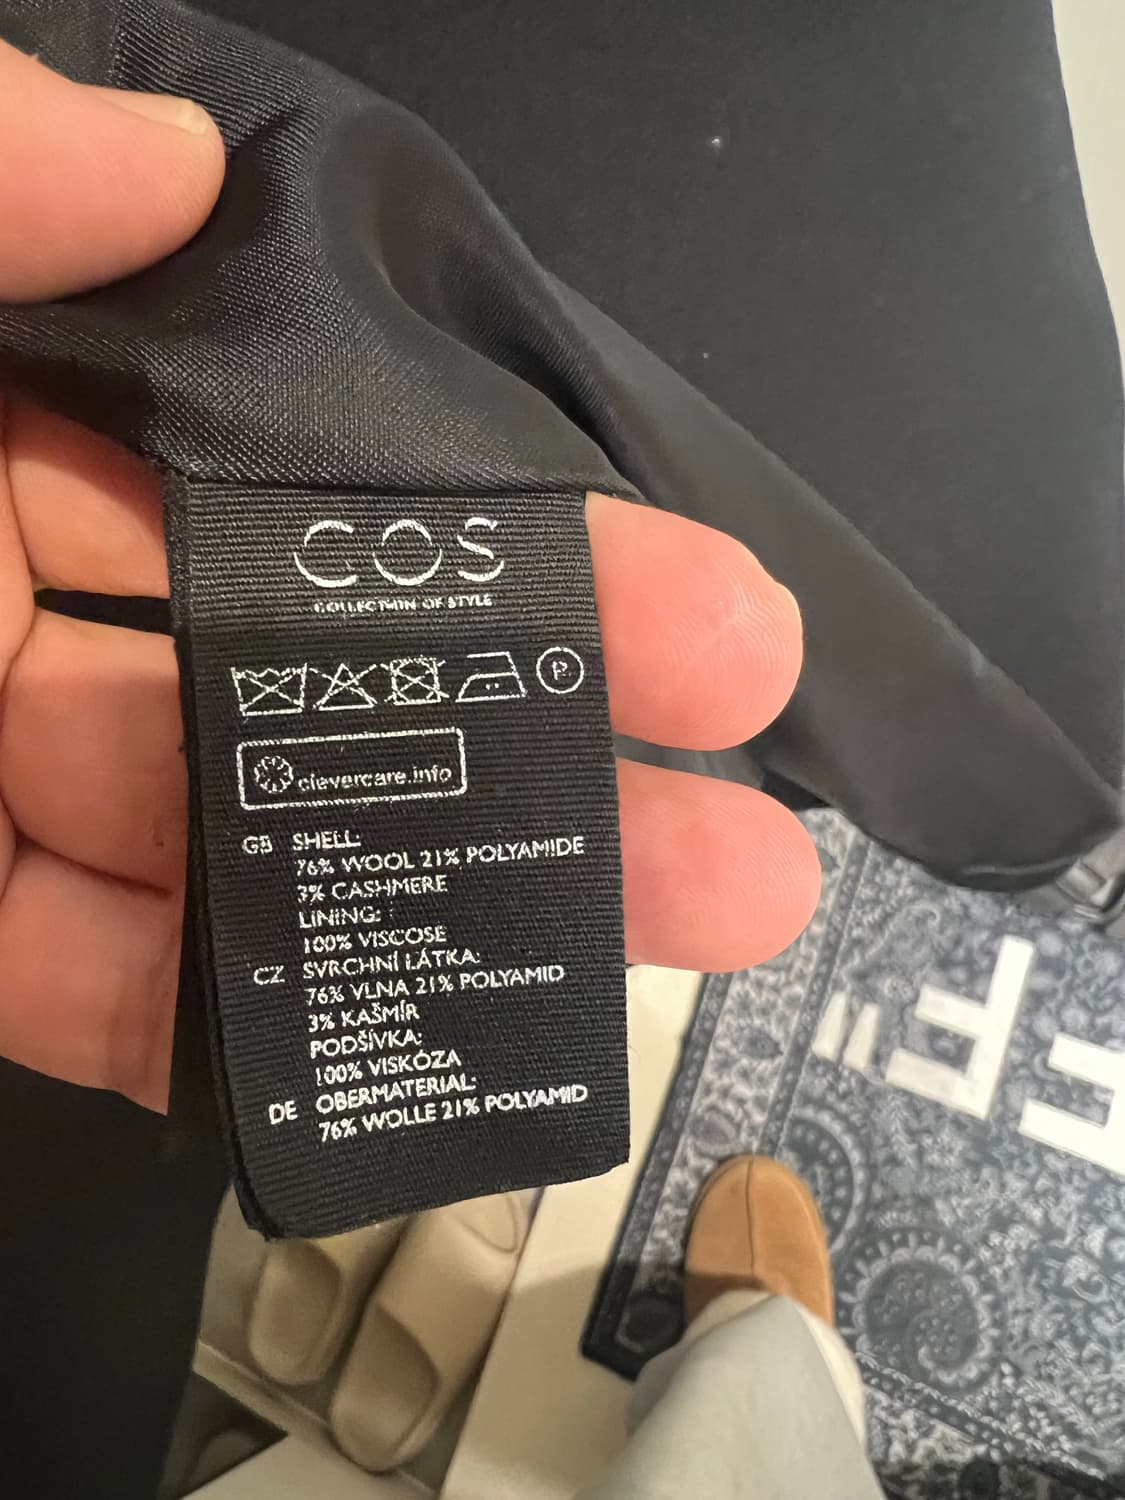 COS
COLLECTION OF STYLE
P
clevercare.info
GB SHELL:
76% WOOL 21% POLYAMIDE
3% CASHMERE
LINING:
100% VISCOSE
CZ SVRCHNÍ LÁTKA:
76% VLNA 21% POLYAMID
3% KAŠMÍR
PODŠÍVKA:
100% VISKÓZA
DE OBERMATERIAL:
76% WOLLE 21% POLYAMID